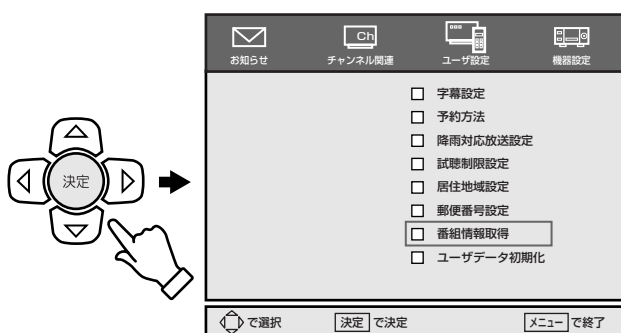 Ch
お知らせ チャンネル関連 ユーザ設定 機器設定
字幕設定
予約方法
降雨対応放送設定
試聴制限設定
居住地域設定
郵便番号設定
番組情報取得
ユーザデータ初期化
決定
で選択 決定 で決定 メニュー で終了